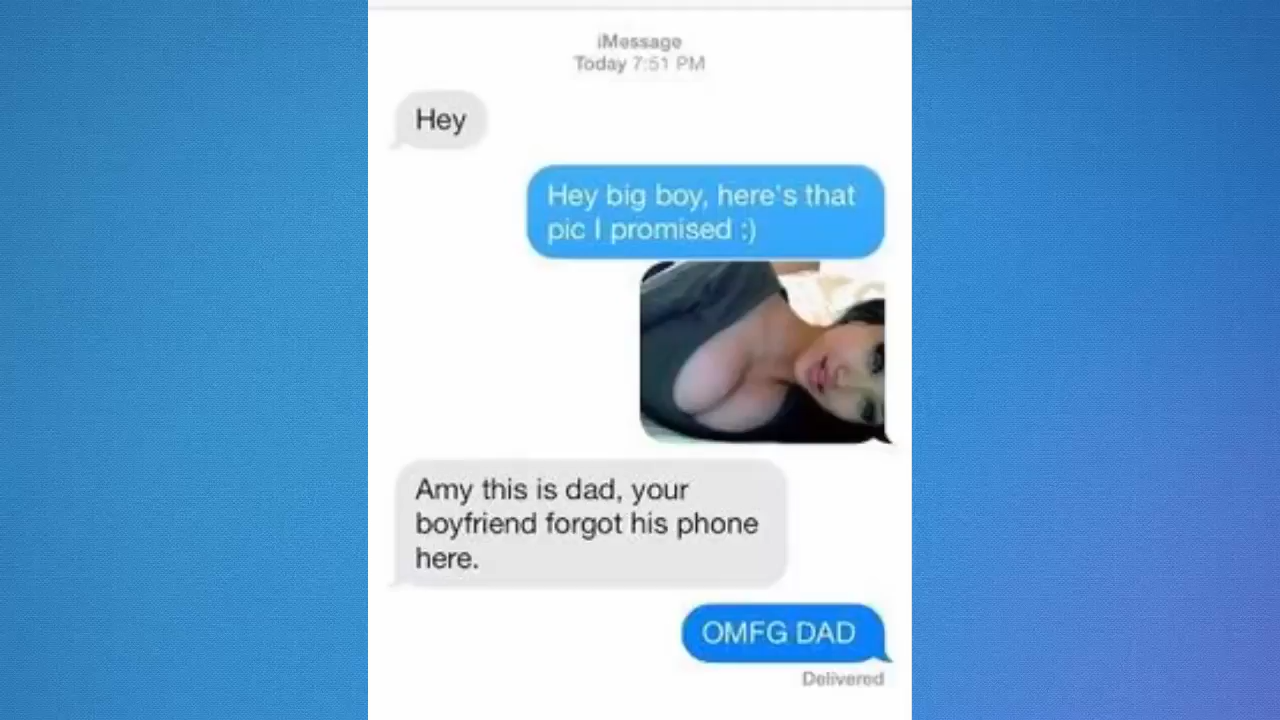 iMessage
Today 7:51 PM
Hey
Hey big boy, here's that
pic I promised :)
Amy this is dad, your
boyfriend forgot his phone
here.
OMFG DAD
Delivered